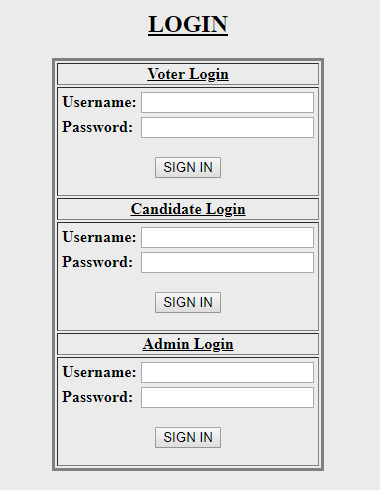 LOGIN
Voter Login
Username:
Password:
SIGN IN
Candidate Login
Username:
Password:
SIGN IN
Admin Login
Username:
Password:
SIGN IN